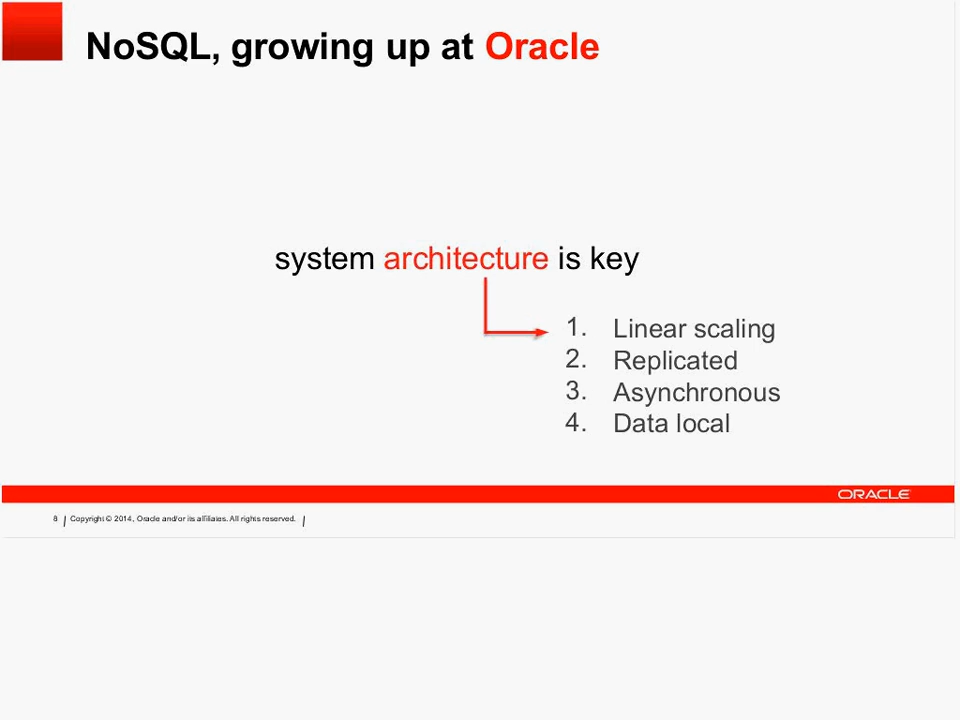 NoSQL, growing up at Oracle
system architecture is key
1. Linear scaling
2. Replicated
3. Asynchronous
4. Data local
ORACLE
8 | Copyright © 2014, Oracle and/or its affiliates. All rights reserved. |